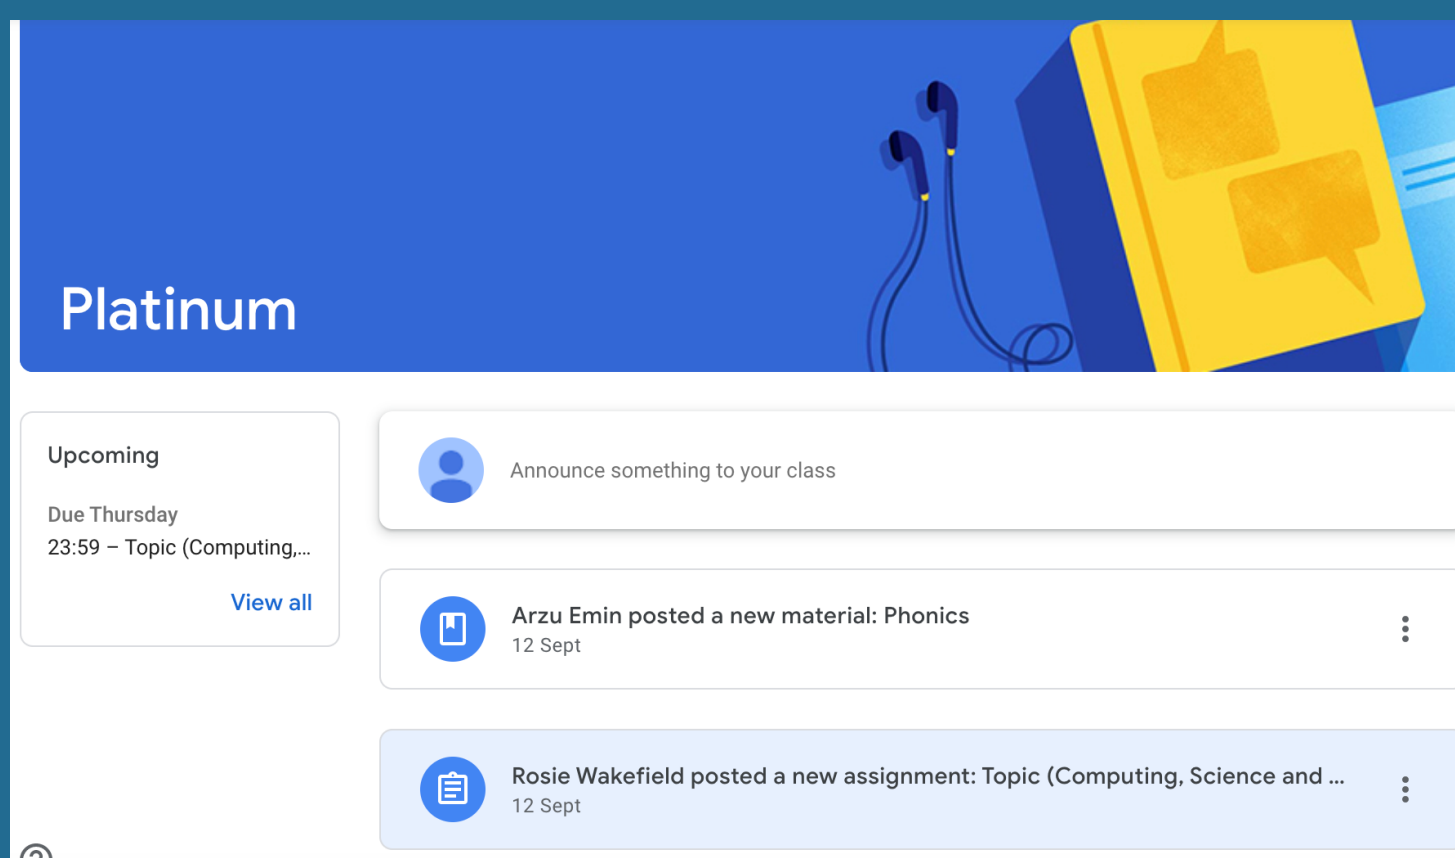 Platinum
Upcoming
Due Thursday
23:59 – Topic (Computing,...
View all
Announce something to your class
Arzu Emin posted a new material: Phonics
12 Sept
Rosie Wakefield posted a new assignment: Topic (Computing, Science and ...
12 Sept